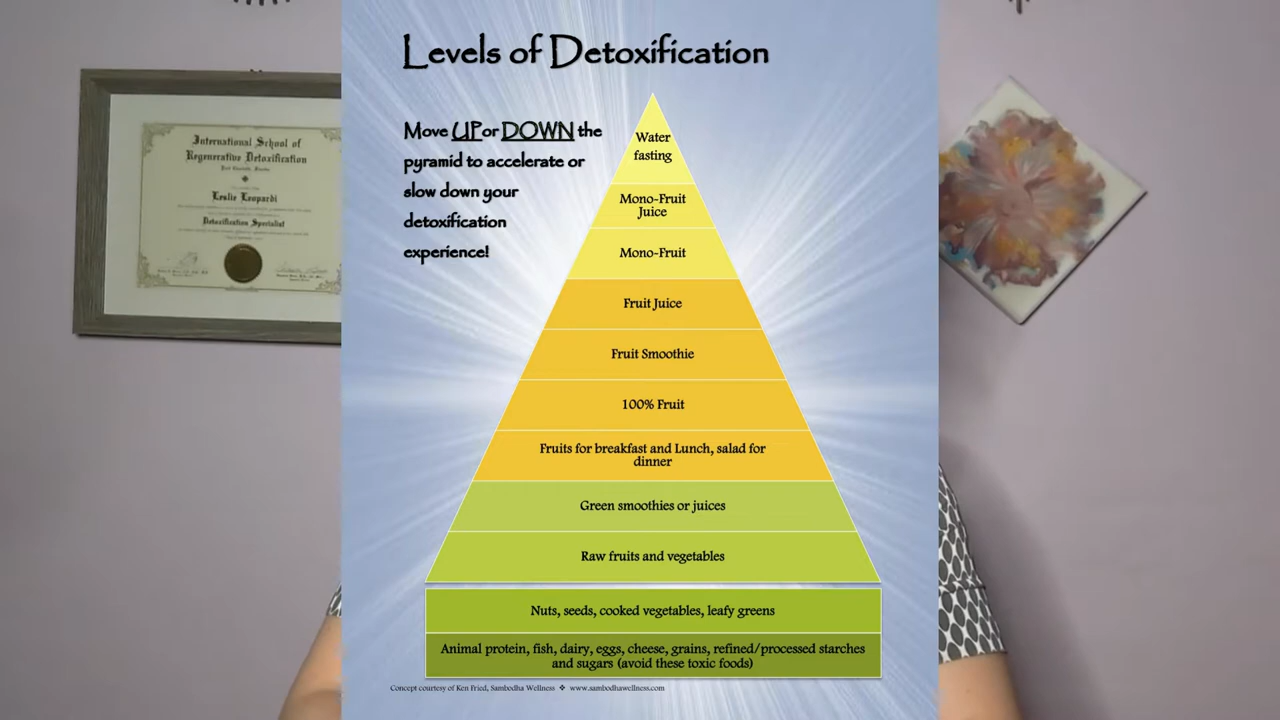 Levels of Detoxification
Move UP or DOWN the
pyramid to accelerate or
slow down your
detoxification
experience!
Water
fasting
Mono-Fruit
Juice
Mono-Fruit
Fruit Juice
Fruit Smoothie
100% Fruit
Fruits for breakfast and Lunch, salad for
dinner
Green smoothies or juices
Raw fruits and vegetables
Nuts, seeds, cooked vegetables, leafy greens
Animal protein, fish, dairy, eggs, cheese, grains, refined/processed starches
and sugars (avoid these toxic foods)
Concept courtesy of Ken Fried, Sambodha Wellness ❖ www.sambodhawellness.com
International School of
Regenerative Detoxification
Leslie Leopardi
Detoxification Specialist